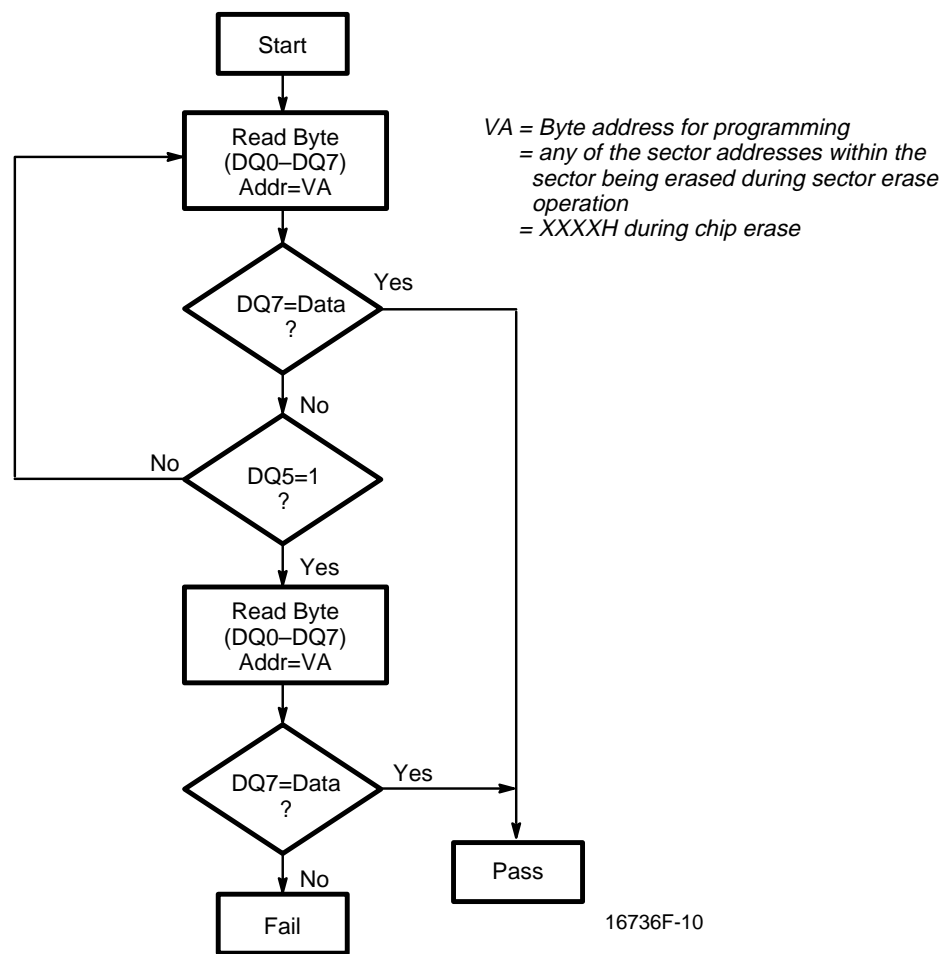 Start
Read Byte
(DQ0–DQ7)
Addr=VA
VA = Byte address for programming
= any of the sector addresses within the
sector being erased during sector erase
operation
= XXXXH during chip erase
DQ7=Data
?
Yes
No
DQ5=1
?
No
Yes
Read Byte
(DQ0–DQ7)
Addr=VA
DQ7=Data
?
Yes
No
Pass
Fail
16736F-10